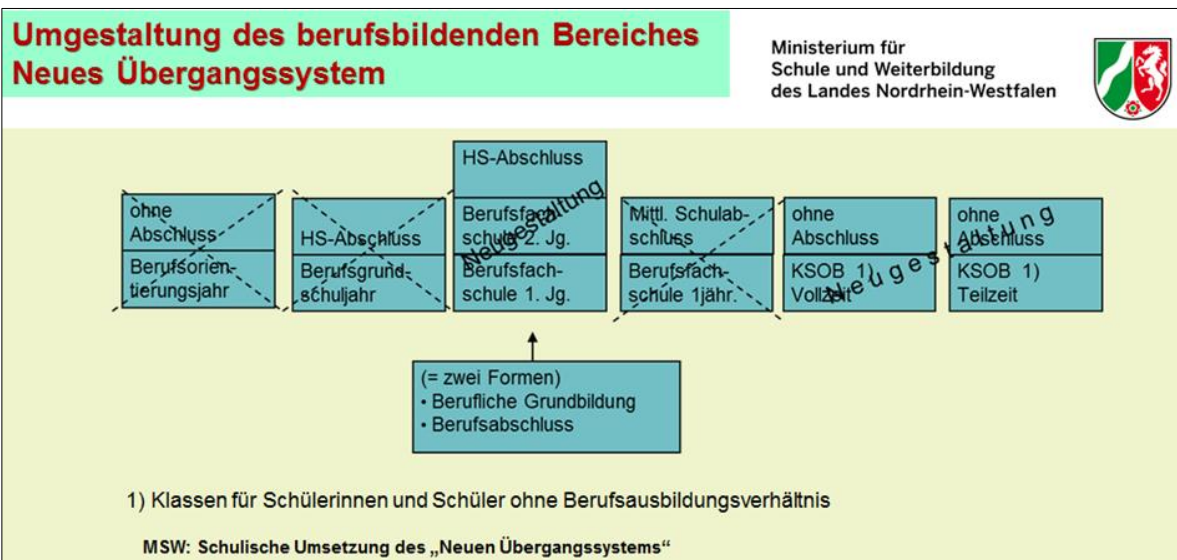 Umgestaltung des berufsbildenden Bereiches
Neues Übergangssystem
Ministerium für
Schule und Weiterbildung
des Landes Nordrhein-Westfalen
ohne
Abschluss
Berufsorien-
tierungsjahr
HS-Abschluss
Berufsgrund-
schuljahr
HS-Abschluss
Berufsfach-
schule 2. Jg.
Berufsfach-
schule 1. Jg.
Neugestaltung
Mittl. Schulab-
schluss
Berufsfach-
schule 1jähr.
ohne
Abschluss
KSOB 1)
Vollzeit
ohne
Abschluss
KSOB 1)
Teilzeit
Neugestaltung
(= zwei Formen)
• Berufliche Grundbildung
• Berufsabschluss
1) Klassen für Schülerinnen und Schüler ohne Berufsausbildungsverhältnis
MSW: Schulische Umsetzung des „Neuen Übergangssystems“